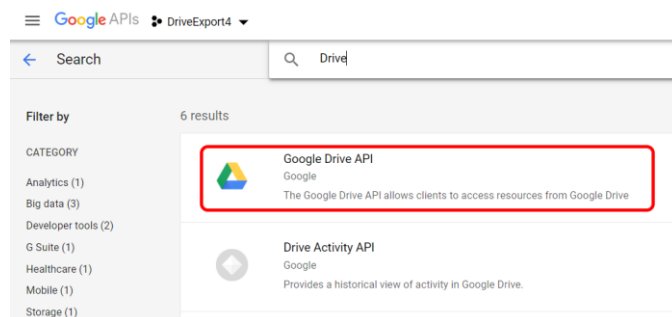 Google APIs DriveExport4
Search
Drive
Filter by
6 results
CATEGORY
Analytics (1)
Big data (3)
Developer tools (2)
G Suite (1)
Healthcare (1)
Mobile (1)
Storage (1)
Google Drive API
Google
The Google Drive API allows clients to access resources from Google Drive
Drive Activity API
Google
Provides a historical view of activity in Google Drive.